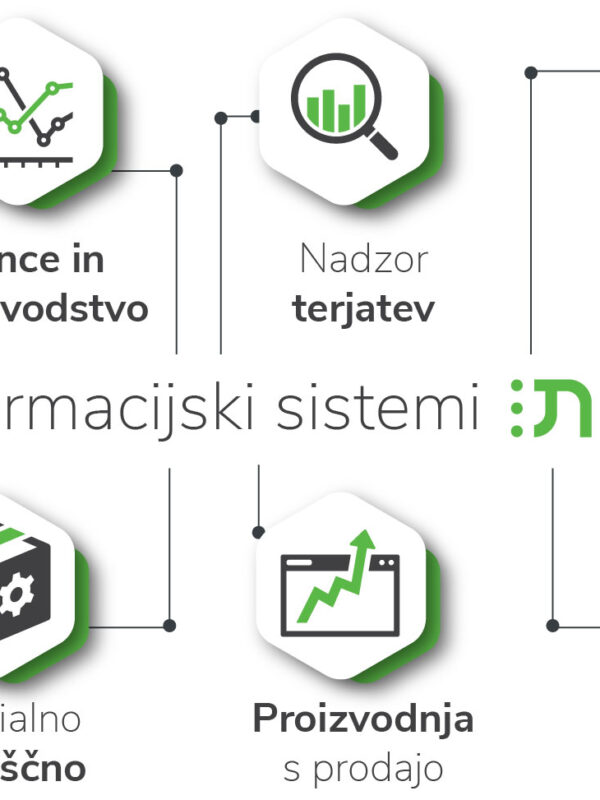 nce in
vodstvo
Nadzor
terjatev
rmacijski sistemi
ialno
ščno
Proizvodnja
s prodajo